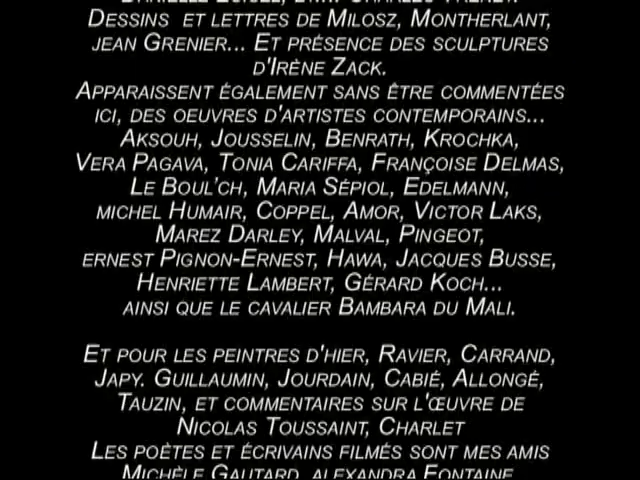 DESSINS ET LETTRES DE MILOSZ, MONTHERLANT,
JEAN GRENIER... ET PRÉSENCE DES SCULPTURES
D'IRÈNE ZACK.
APPARAISSENT ÉGALEMENT SANS ÊTRE COMMENTÉES
ICI, DES OEUVRES D'ARTISTES CONTEMPORAINS...
AKSOUH, JOUSSELIN, BENRATH, KROCHKA,
VERA PAGAVA, TONIA CARIFFA, FRANÇOISE DELMAS,
LE BOUL'CH, MARIA SÉPIOL, EDELMANN,
MICHEL HUMAIR, COPPEL, AMOR, VICTOR LAKS,
MAREZ DARLEY, MALVAL, PINGEOT,
ERNEST PIGNON-ERNEST, HAWA, JACQUES BUSSE,
HENRIETTE LAMBERT, GÉRARD KOCH...
AINSI QUE LE CAVALIER BAMBARA DU MALI.
ET POUR LES PEINTRES D'HIER, RAVIER, CARRAND,
JAPY. GUILLAUMIN, JOURDAIN, CABIÉ, ALLONGÉ,
TAUZIN, ET COMMENTAIRES SUR L'ŒUVRE DE
NICOLAS TOUSSAINT, CHARLET
LES POÈTES ET ÉCRIVAINS FILMÉS SONT MES AMIS
MICHÈLE GAUTARD, ALEXANDRA FONTAINE